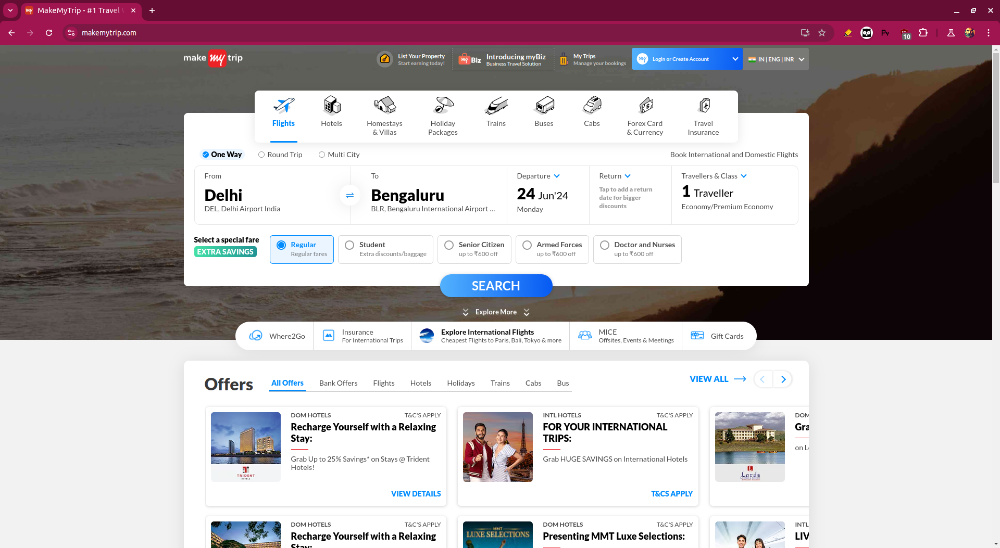 MakeMyTrip - #1 Travel
makemytrip.com
10
make my trip
List Your Property
Start earning today!
my Biz
Introducing myBiz
Business Travel Solution
My Trips
Manage your bookings
my
Login or Create Account
IN | ENG | INR
Flights
Hotels
Homestays
& Villas
Holiday
Packages
Trains
Buses
Cabs
Forex Card
& Currency
Travel
Insurance
One Way
Round Trip
Multi City
Book International and Domestic Flights
From
Delhi
DEL, Delhi Airport India
To
Bengaluru
BLR, Bengaluru International Airport ...
Departure
24 Jun'24
Monday
Return
Tap to add a return
date for bigger
discounts
Travellers & Class
1 Traveller
Economy/Premium Economy
Select a special fare
EXTRA SAVINGS
Regular
Regular fares
Student
Extra discounts/baggage
Senior Citizen
up to ₹600 off
Armed Forces
up to ₹600 off
Doctor and Nurses
up to ₹600 off
SEARCH
Explore More
Where2Go
Insurance
For International Trips
Explore International Flights
Cheapest Flights to Paris, Bali, Tokyo & more
MICE
Offsites, Events & Meetings
Gift Cards
Offers
All Offers
Bank Offers
Flights
Hotels
Holidays
Trains
Cabs
Bus
VIEW ALL
DOM HOTELS
T&C'S APPLY
Recharge Yourself with a Relaxing
Stay:
Grab Up to 25% Savings* on Stays @ Trident
Hotels!
TRIDENT
HOTELS
VIEW DETAILS
INTL HOTELS
T&C'S APPLY
FOR YOUR INTERNATIONAL
TRIPS:
Grab HUGE SAVINGS on International Hotels
T&CS APPLY
DOM
Gra
on L
Lords
DOM HOTELS
T&C'S APPLY
Recharge Yourself with a Relaxing
Stay:
MMT
LUXE SELECTIONS
DOM HOTELS
T&C'S APPLY
Presenting MMT Luxe Selections:
INTL
LIV